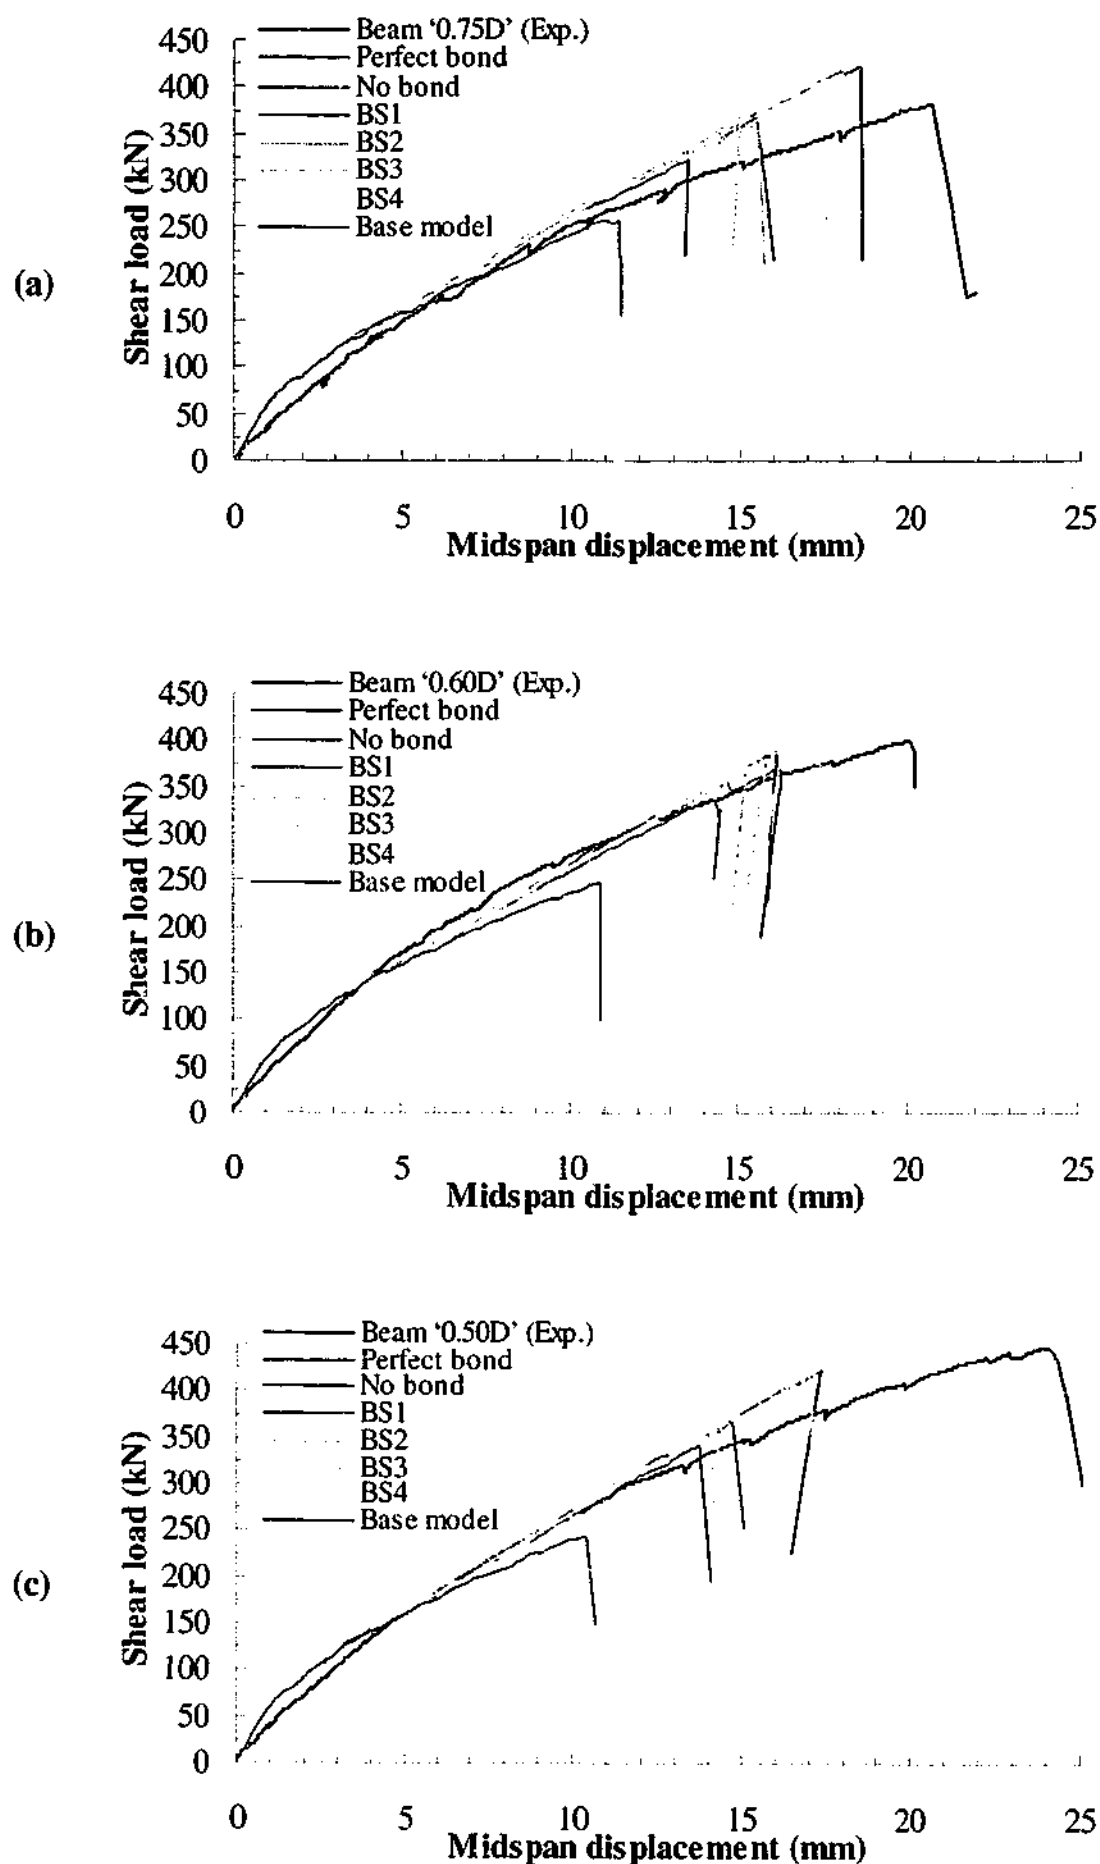 Beam ‘0.75D’ (Exp.)
Perfect bond
No bond
BS1
BS2
BS3
BS4
Base model
450
400
350
300
250
200
150
100
50
0
Shear load (kN)
(a)
0 5 10 15 20 25
Midspan displacement (mm)
Beam ‘0.60D’ (Exp.)
Perfect bond
No bond
BS1
BS2
BS3
BS4
Base model
450
400
350
300
250
200
150
100
50
0
Shear load (kN)
(b)
0 5 10 15 20 25
Midspan displacement (mm)
Beam ‘0.50D’ (Exp.)
Perfect bond
No bond
BS1
BS2
BS3
BS4
Base model
450
400
350
300
250
200
150
100
50
0
Shear load (kN)
(c)
0 5 10 15 20 25
Midspan displacement (mm)